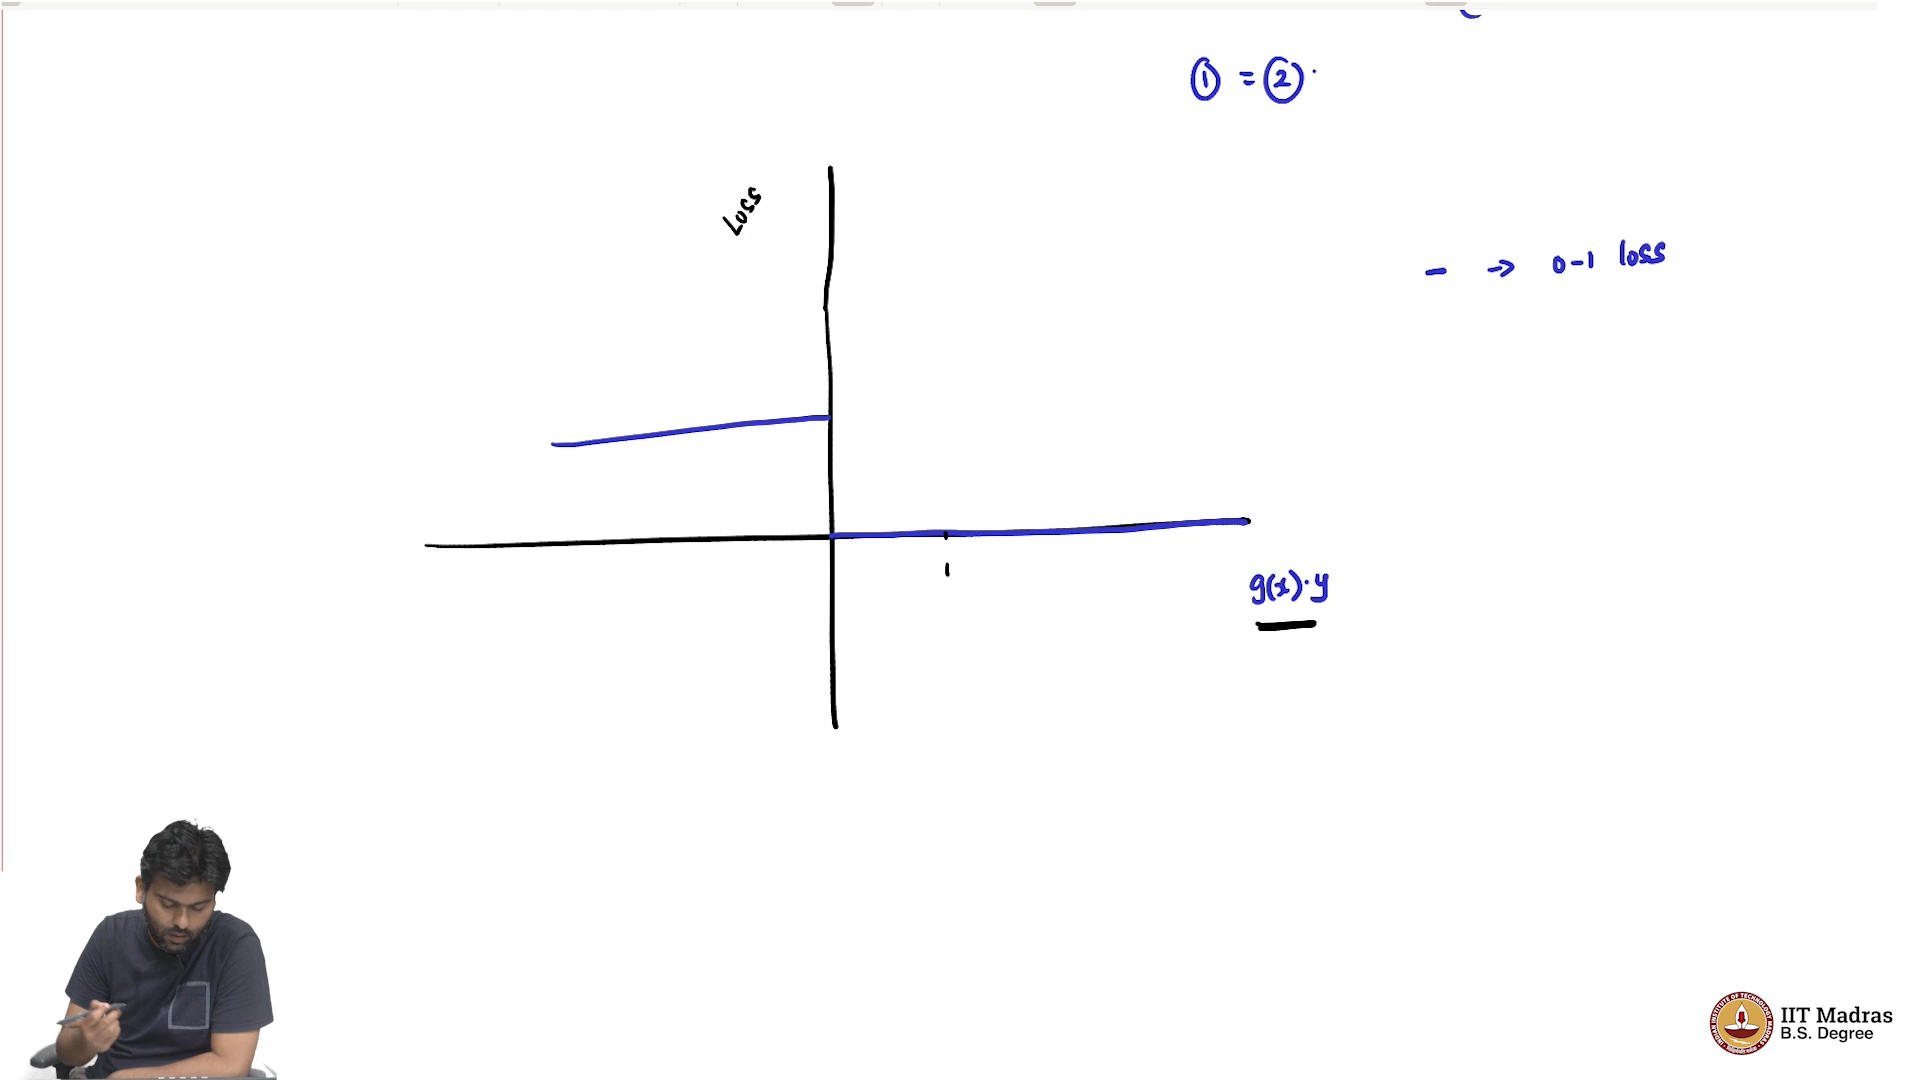 ① = ②.
Loss
- → 0-1 loss
1
g(x)·y
IIT Madras
B.S. Degree